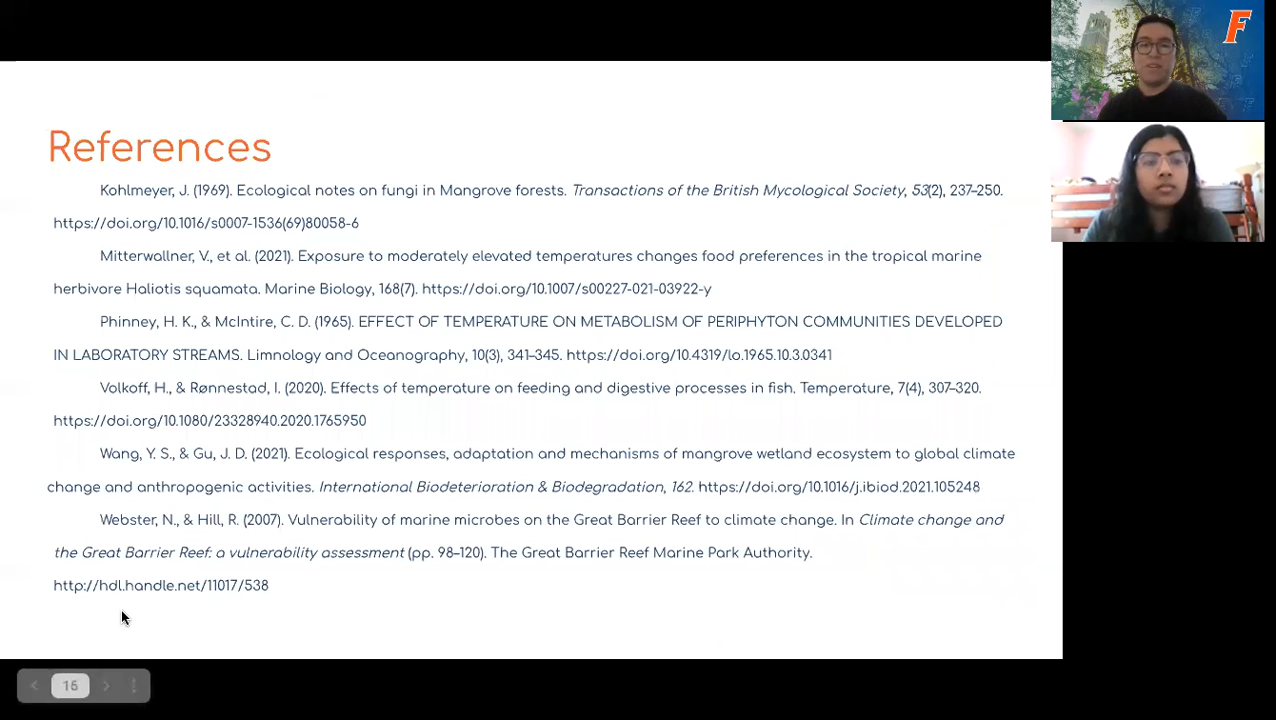 F
References
Kohlmeyer, J. (1969). Ecological notes on fungi in Mangrove forests. Transactions of the British Mycological Society, 53(2), 237–250.
https://doi.org/10.1016/s0007-1536(69)80058-6
Mitterwallner, V., et al. (2021). Exposure to moderately elevated temperatures changes food preferences in the tropical marine
herbivore Haliotis squamata. Marine Biology, 168(7). https://doi.org/10.1007/s00227-021-03922-y
Phinney, H. K., & McIntire, C. D. (1965). EFFECT OF TEMPERATURE ON METABOLISM OF PERIPHYTON COMMUNITIES DEVELOPED
IN LABORATORY STREAMS. Limnology and Oceanography, 10(3), 341–345. https://doi.org/10.4319/lo.1965.10.3.0341
Volkoff, H., & Rønnestad, I. (2020). Effects of temperature on feeding and digestive processes in fish. Temperature, 7(4), 307–320.
https://doi.org/10.1080/23328940.2020.1765950
Wang, Y. S., & Gu, J. D. (2021). Ecological responses, adaptation and mechanisms of mangrove wetland ecosystem to global climate
change and anthropogenic activities. International Biodeterioration & Biodegradation, 162. https://doi.org/10.1016/j.ibiod.2021.105248
Webster, N., & Hill, R. (2007). Vulnerability of marine microbes on the Great Barrier Reef to climate change. In Climate change and
the Great Barrier Reef: a vulnerability assessment (pp. 98–120). The Great Barrier Reef Marine Park Authority.
http://hdl.handle.net/11017/538
15